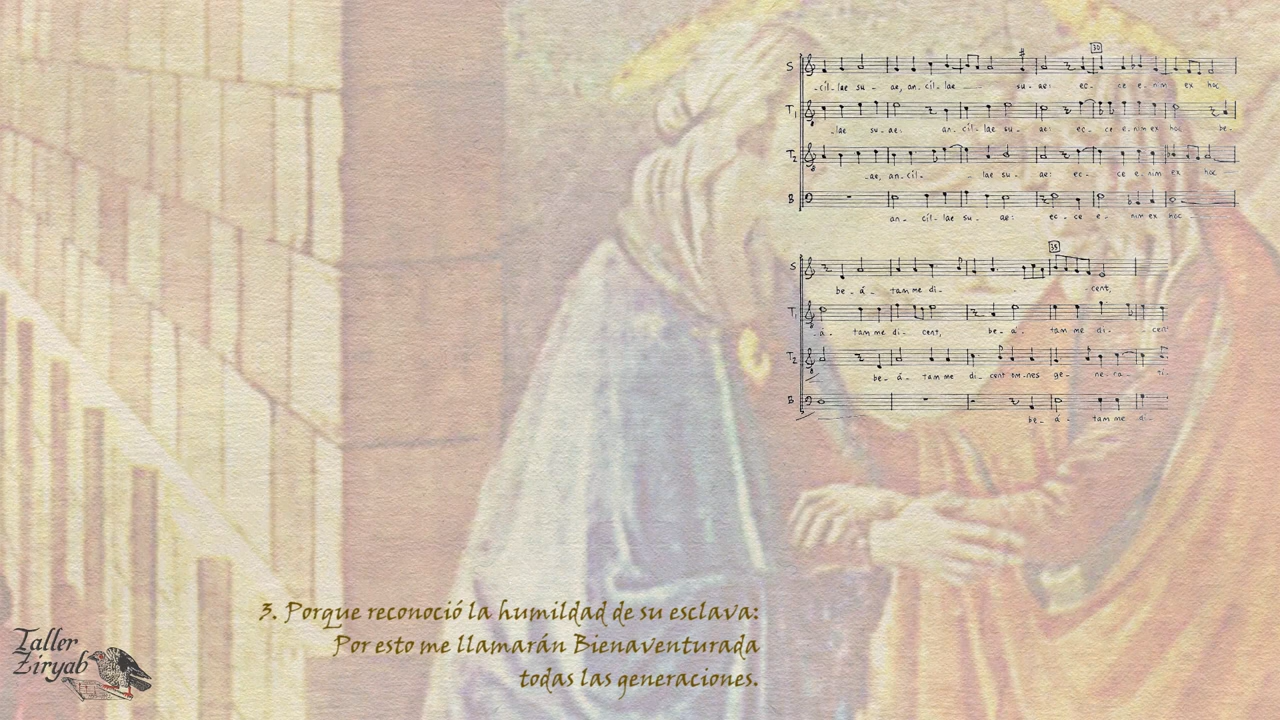 30
S -cil-lae su- ae, an-cil-lae su-ae: ec- ce e-nim ex hoc
T1 -lae su-ae: an-cil-lae su- ae: ec- ce e-nim ex hoc be-
T2 -ae, an-cil- -lae su- ae: ec- ce e-nim ex hoc
B an- cil-lae su- ae: ec-ce e- nim ex hoc
35
S be-á- tam me di- cent,
T1 -á- tam me di- cent, be-á- tam me di- cent
T2 be-á- tam me di- cent om-nes ge- ne-ra- ti-
B be-á- tam me di-
3. Porque reconoció la humildad de su esclava:
Por esto me llamarán Bienaventurada
todas las generaciones.
Taller
Ziryab